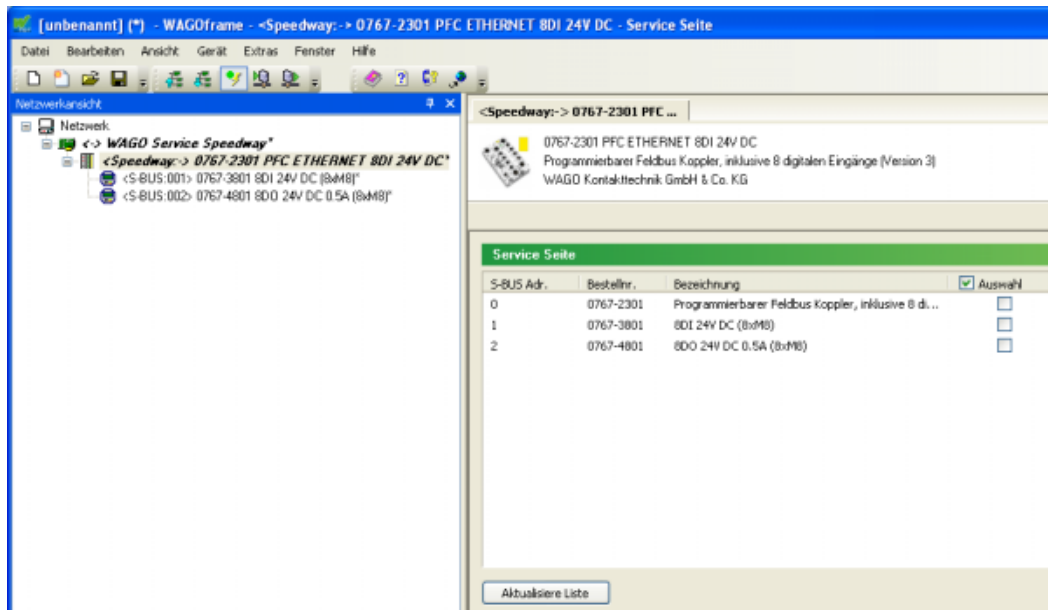 [unbenannt] (*) - WAGOframe - <Speedway:-> 0767-2301 PFC ETHERNET 8DI 24V DC - Service Seite
Datei Bearbeiten Ansicht Gerät Extras Fenster Hilfe
Netzwerkansicht
Netzwerk
<-> WAGO Service Speedway*
<Speedway:-> 0767-2301 PFC ETHERNET 8DI 24V DC*
<S-BUS:001> 0767-3801 8DI 24V DC (8xM8)*
<S-BUS:002> 0767-4801 8DO 24V DC 0.5A (8xM8)*
<Speedway:-> 0767-2301 PFC ...
0767-2301 PFC ETHERNET 8DI 24V DC
Programmierbarer Feldbus Koppler, inklusive 8 digitalen Eingänge (Version 3)
WAGO Kontakttechnik GmbH & Co. KG
Service Seite
S-BUS Adr. Bestellnr. Bezeichnung Auswahl
0 0767-2301 Programmierbarer Feldbus Koppler, inklusive 8 di...
1 0767-3801 8DI 24V DC (8xM8)
2 0767-4801 8DO 24V DC 0.5A (8xM8)
Aktualisiere Liste